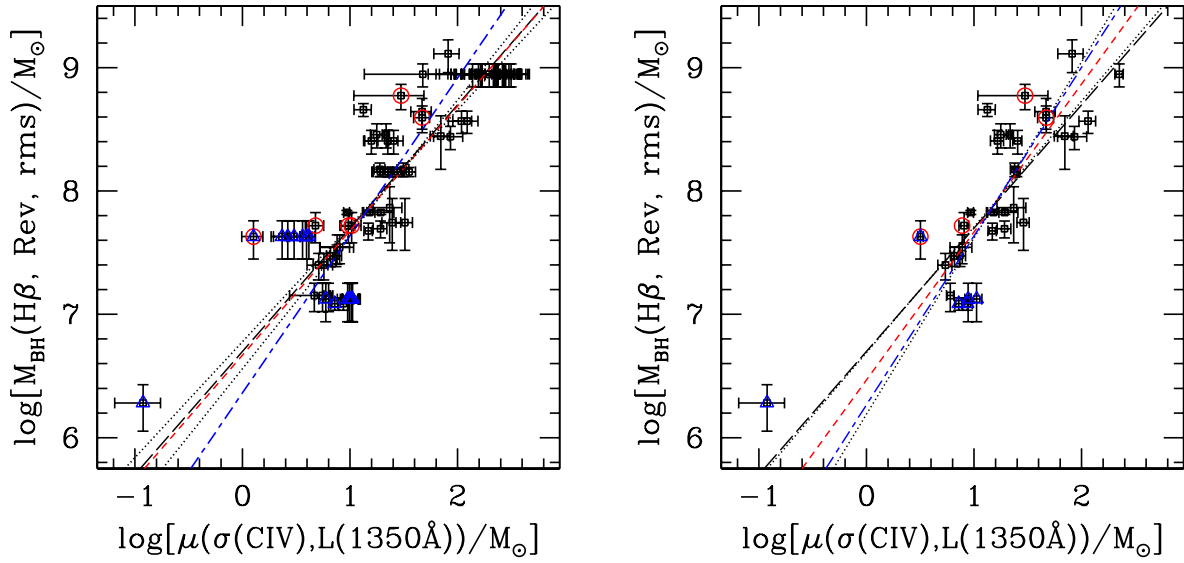 log[M_BH(Hβ, Rev, rms)/M_⊙]
9
8
7
6
−1 0 1 2
log[μ(σ(CIV),L(1350Å))/M_⊙]
log[M_BH(Hβ, Rev, rms)/M_⊙]
9
8
7
6
−1 0 1 2
log[μ(σ(CIV),L(1350Å))/M_⊙]